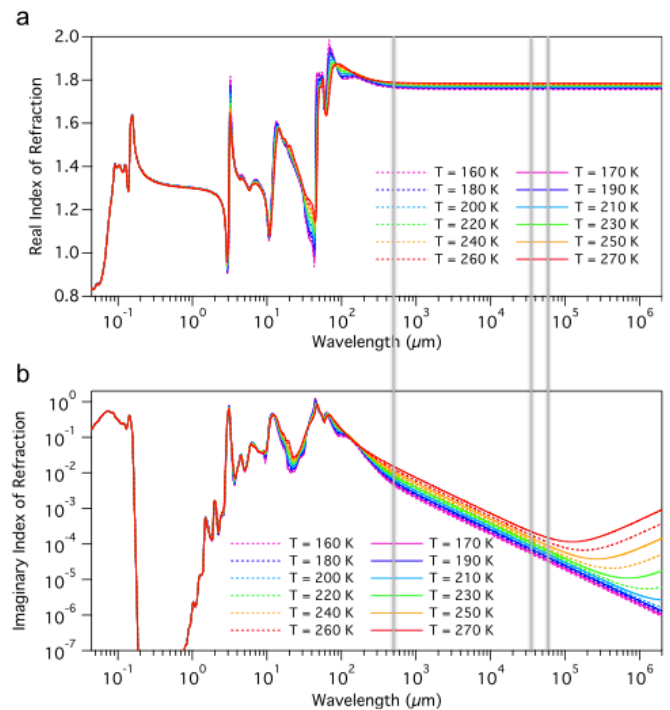 a
2.0
1.8
1.6
1.4
1.2
1.0
0.8
Real Index of Refraction
T = 160 K T = 170 K
T = 180 K T = 190 K
T = 200 K T = 210 K
T = 220 K T = 230 K
T = 240 K T = 250 K
T = 260 K T = 270 K
10⁻¹ 10⁰ 10¹ 10² 10³ 10⁴ 10⁵ 10⁶
Wavelength (µm)
b
10⁰
10⁻¹
10⁻²
10⁻³
10⁻⁴
10⁻⁵
10⁻⁶
10⁻⁷
Imaginary Index of Refraction
T = 160 K T = 170 K
T = 180 K T = 190 K
T = 200 K T = 210 K
T = 220 K T = 230 K
T = 240 K T = 250 K
T = 260 K T = 270 K
10⁻¹ 10⁰ 10¹ 10² 10³ 10⁴ 10⁵ 10⁶
Wavelength (µm)